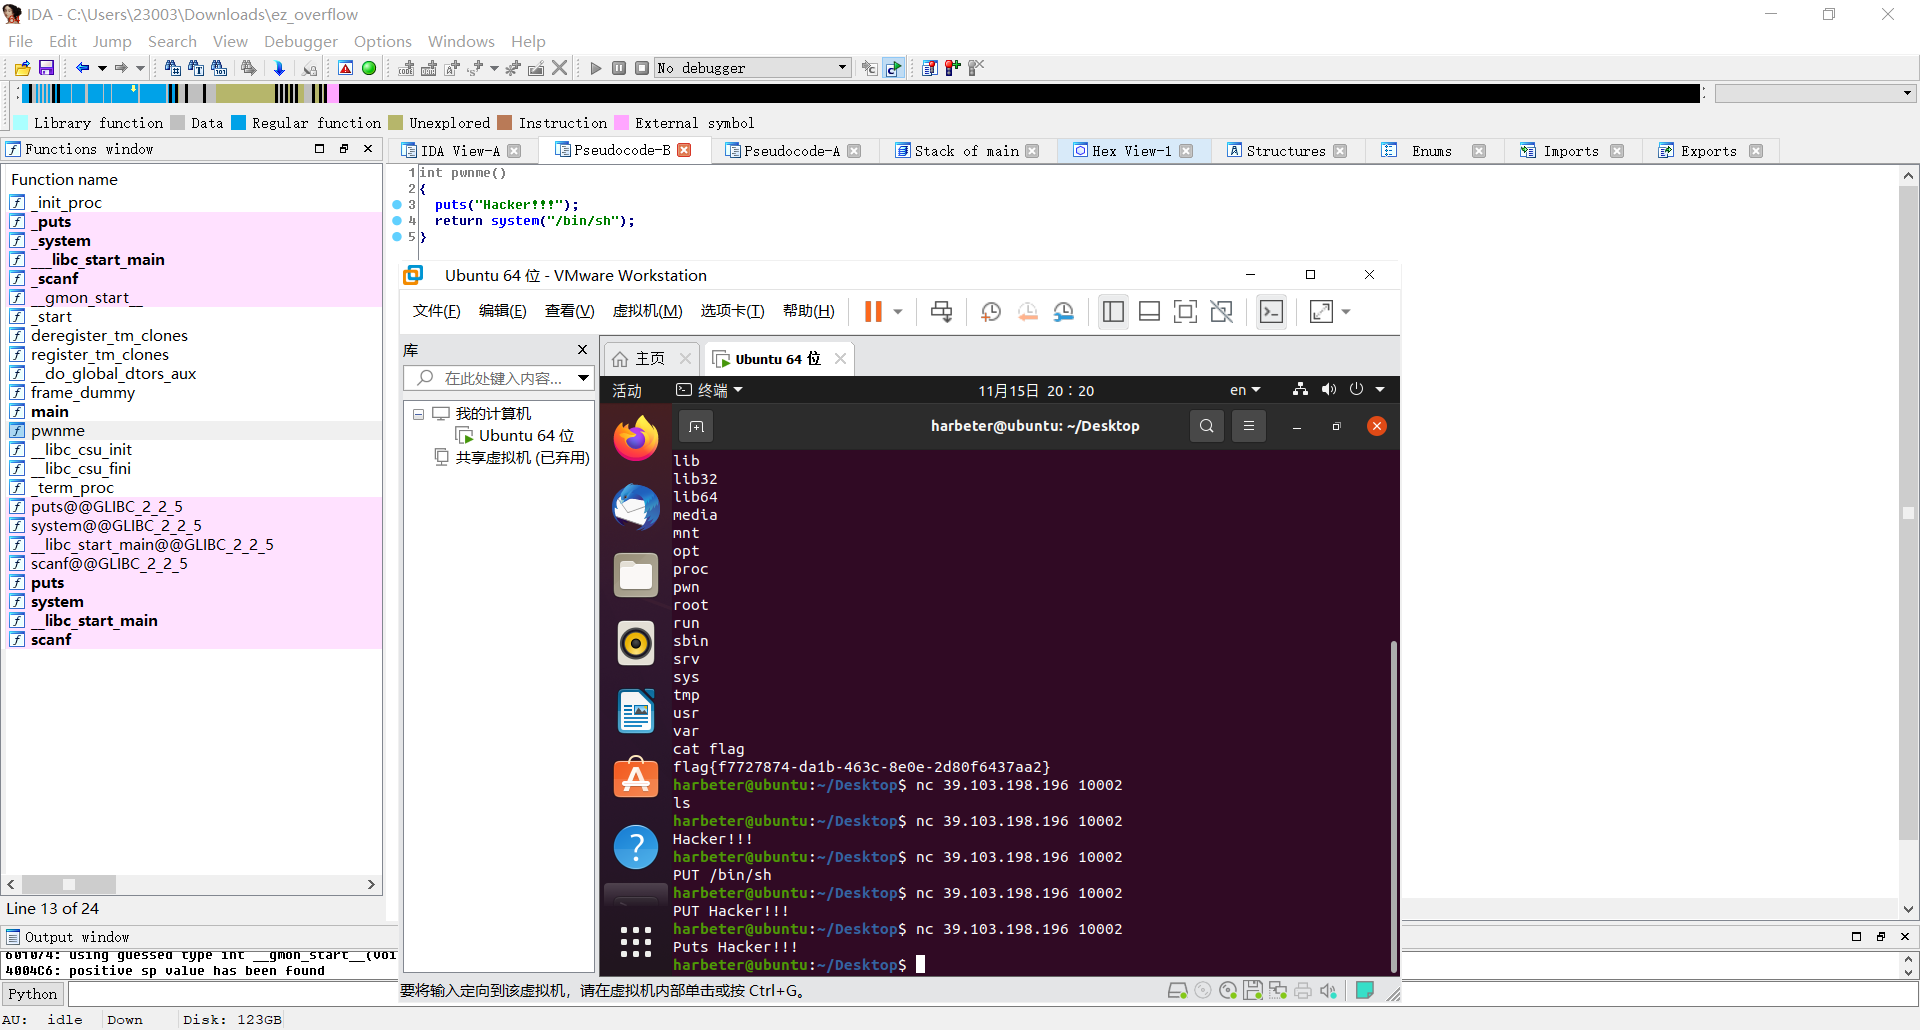 IDA - C:\Users\23003\Downloads\ez_overflow
File Edit Jump Search View Debugger Options Windows Help
No debugger
Library function Data Regular function Unexplored Instruction External symbol
Functions window
IDA View-A Pseudocode-B Pseudocode-A Stack of main Hex View-1 Structures Enums Imports Exports
Function name
_init_proc
_puts
_system
___libc_start_main
_scanf
__gmon_start__
_start
deregister_tm_clones
register_tm_clones
__do_global_dtors_aux
frame_dummy
main
pwnme
__libc_csu_init
__libc_csu_fini
_term_proc
puts@@GLIBC_2_2_5
system@@GLIBC_2_2_5
__libc_start_main@@GLIBC_2_2_5
scanf@@GLIBC_2_2_5
puts
system
__libc_start_main
scanf
Line 13 of 24
1 int pwnme()
2 {
3 puts("Hacker!!!");
4 return system("/bin/sh");
5 }
Ubuntu 64 位 - VMware Workstation
文件(F) 编辑(E) 查看(V) 虚拟机(M) 选项卡(T) 帮助(H)
库
在此处键入内容...
我的计算机
Ubuntu 64 位
共享虚拟机 (已弃用)
主页 Ubuntu 64 位
活动 终端 11月15日 20：20 en
harbeter@ubuntu: ~/Desktop
lib
lib32
lib64
media
mnt
opt
proc
pwn
root
run
sbin
srv
sys
tmp
usr
var
cat flag
flag{f7727874-da1b-463c-8e0e-2d80f6437aa2}
harbeter@ubuntu:~/Desktop$ nc 39.103.198.196 10002
ls
harbeter@ubuntu:~/Desktop$ nc 39.103.198.196 10002
Hacker!!!
harbeter@ubuntu:~/Desktop$ nc 39.103.198.196 10002
PUT /bin/sh
harbeter@ubuntu:~/Desktop$ nc 39.103.198.196 10002
PUT Hacker!!!
harbeter@ubuntu:~/Desktop$ nc 39.103.198.196 10002
Puts Hacker!!!
harbeter@ubuntu:~/Desktop$
要将输入定向到该虚拟机，请在虚拟机内部单击或按 Ctrl+G。
Output window
601074: using guessed type int __gmon_start__(voi
4004C6: positive sp value has been found
Python
AU: idle Down Disk: 123GB